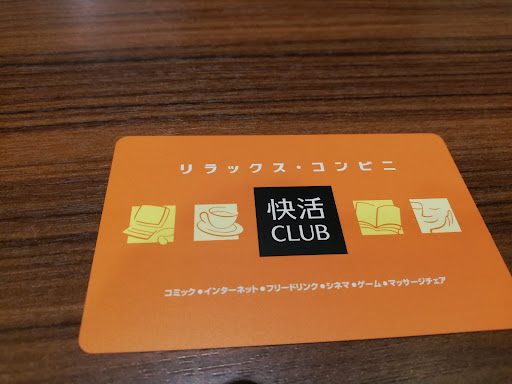 リラックス・コンビニ
快活
CLUB
コミック●インターネット●フリードリンク●シネマ●ゲーム●マッサージチェア